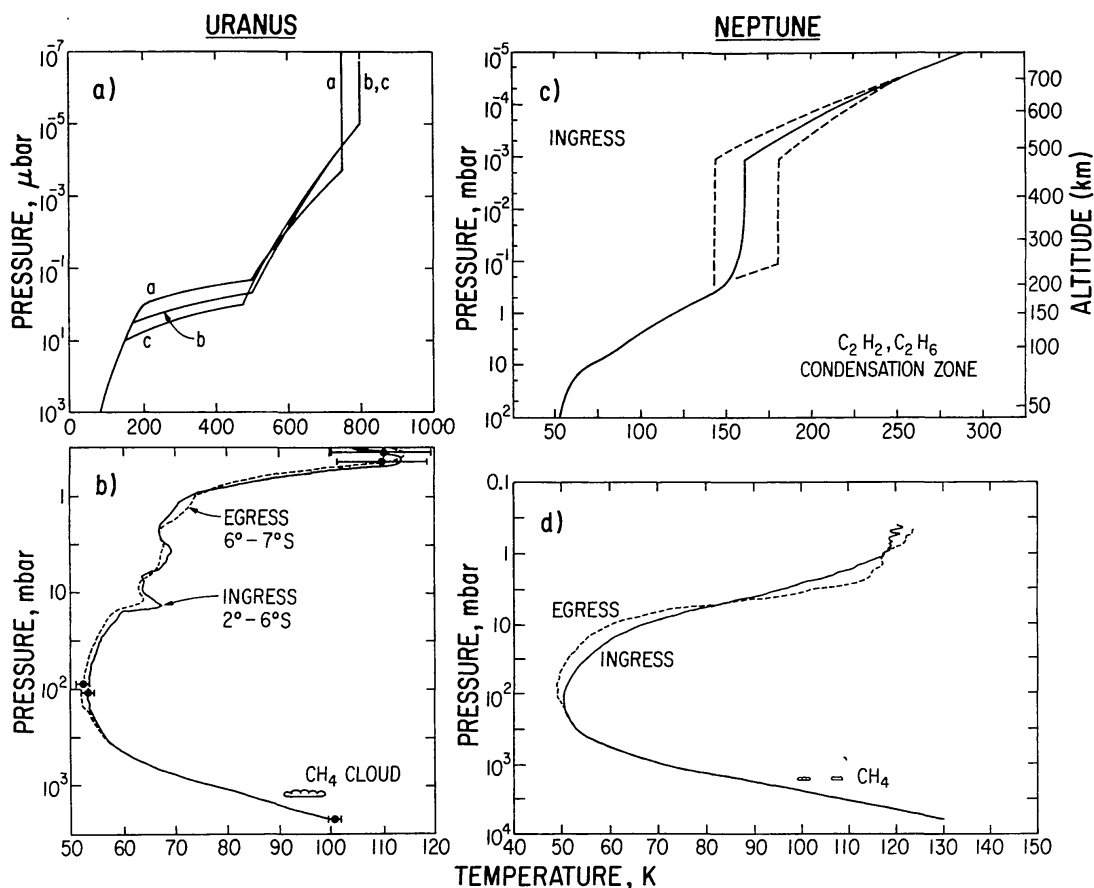 URANUS
NEPTUNE
a)
PRESSURE, μbar
10⁻⁷
10⁻⁵
10⁻³
10⁻¹
10¹
10³
a
b,c
a
b
c
0
200
400
600
800
1000
c)
INGRESS
PRESSURE, mbar
10⁻⁵
10⁻⁴
10⁻³
10⁻²
10⁻¹
1
10
10²
C₂H₂, C₂H₆
CONDENSATION ZONE
700
600
500
400
300
200
150
100
50
ALTITUDE (km)
50
100
150
200
250
300
b)
PRESSURE, mbar
1
10
10²
10³
EGRESS
6°–7°S
INGRESS
2°–6°S
CH₄ CLOUD
50
60
70
80
90
100
110
120
d)
PRESSURE, mbar
0.1
1
10
10²
10³
10⁴
EGRESS
INGRESS
CH₄
40
50
60
70
80
90
100
110
120
130
140
150
TEMPERATURE, K